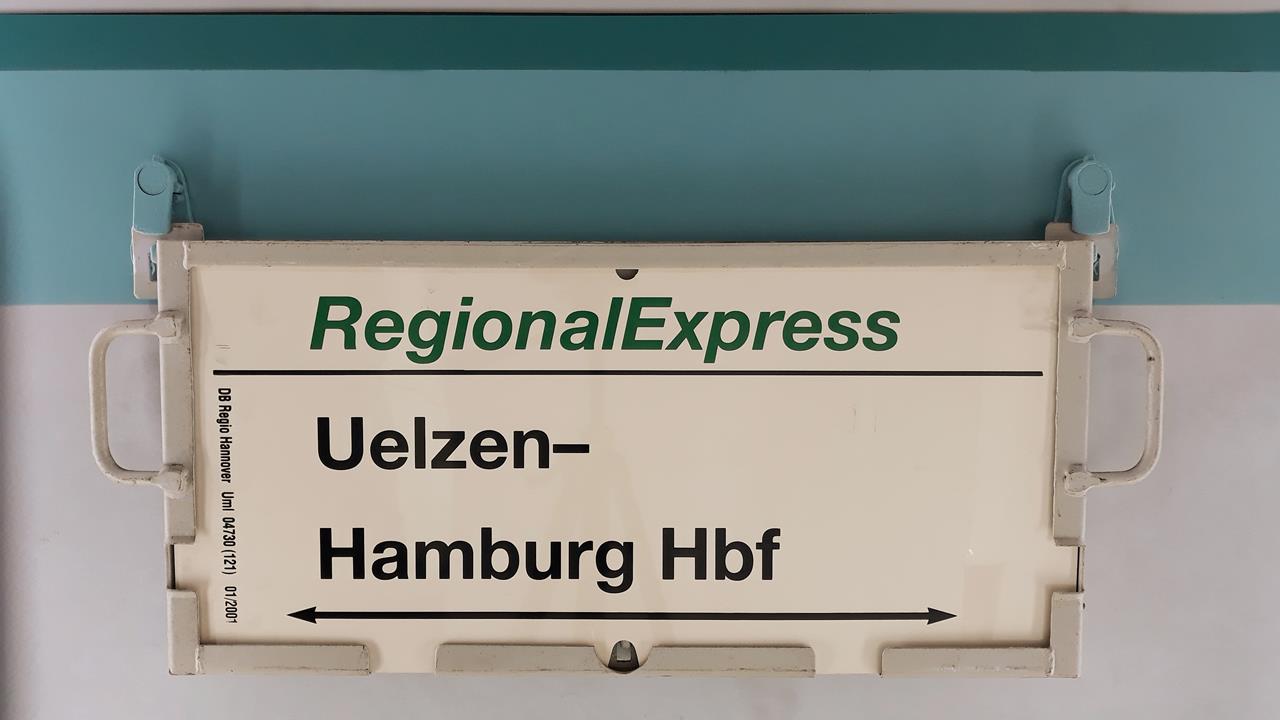 RegionalExpress
Uelzen–
Hamburg Hbf
DB Regio Hannover Uml 04730 (121) 01/2001